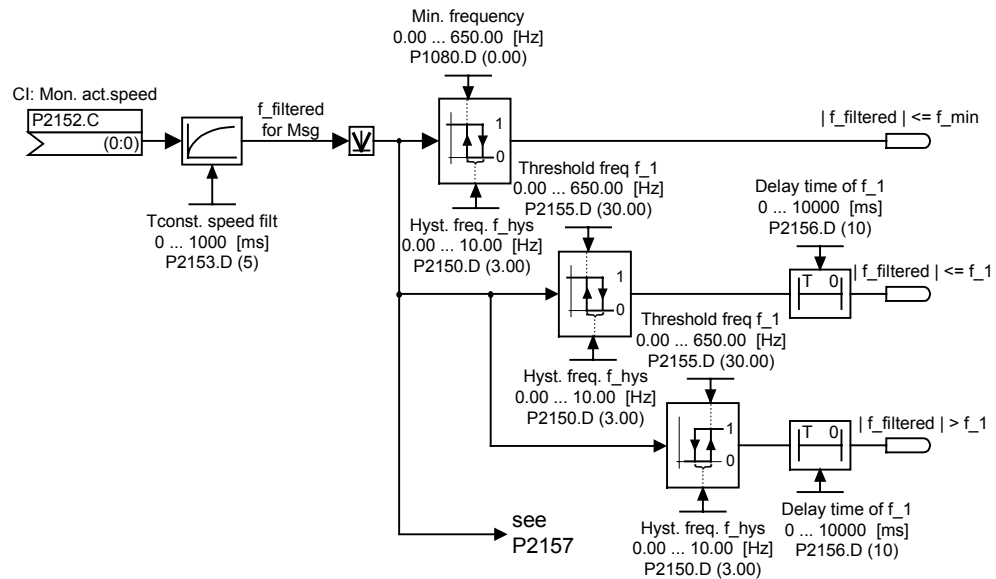 Min. frequency
0.00 ... 650.00 [Hz]
P1080.D (0.00)
CI: Mon. act.speed
P2152.C
(0:0)
f_filtered
for Msg
1
0
| f_filtered | <= f_min
Tconst. speed filt
0 ... 1000 [ms]
P2153.D (5)
Hyst. freq. f_hys
0.00 ... 10.00 [Hz]
P2150.D (3.00)
Threshold freq f_1
0.00 ... 650.00 [Hz]
P2155.D (30.00)
Delay time of f_1
0 ... 10000 [ms]
P2156.D (10)
1
0
T 0
| f_filtered | <= f_1
Hyst. freq. f_hys
0.00 ... 10.00 [Hz]
P2150.D (3.00)
Threshold freq f_1
0.00 ... 650.00 [Hz]
P2155.D (30.00)
1
0
T 0
| f_filtered | > f_1
Hyst. freq. f_hys
0.00 ... 10.00 [Hz]
P2150.D (3.00)
Delay time of f_1
0 ... 10000 [ms]
P2156.D (10)
see
P2157